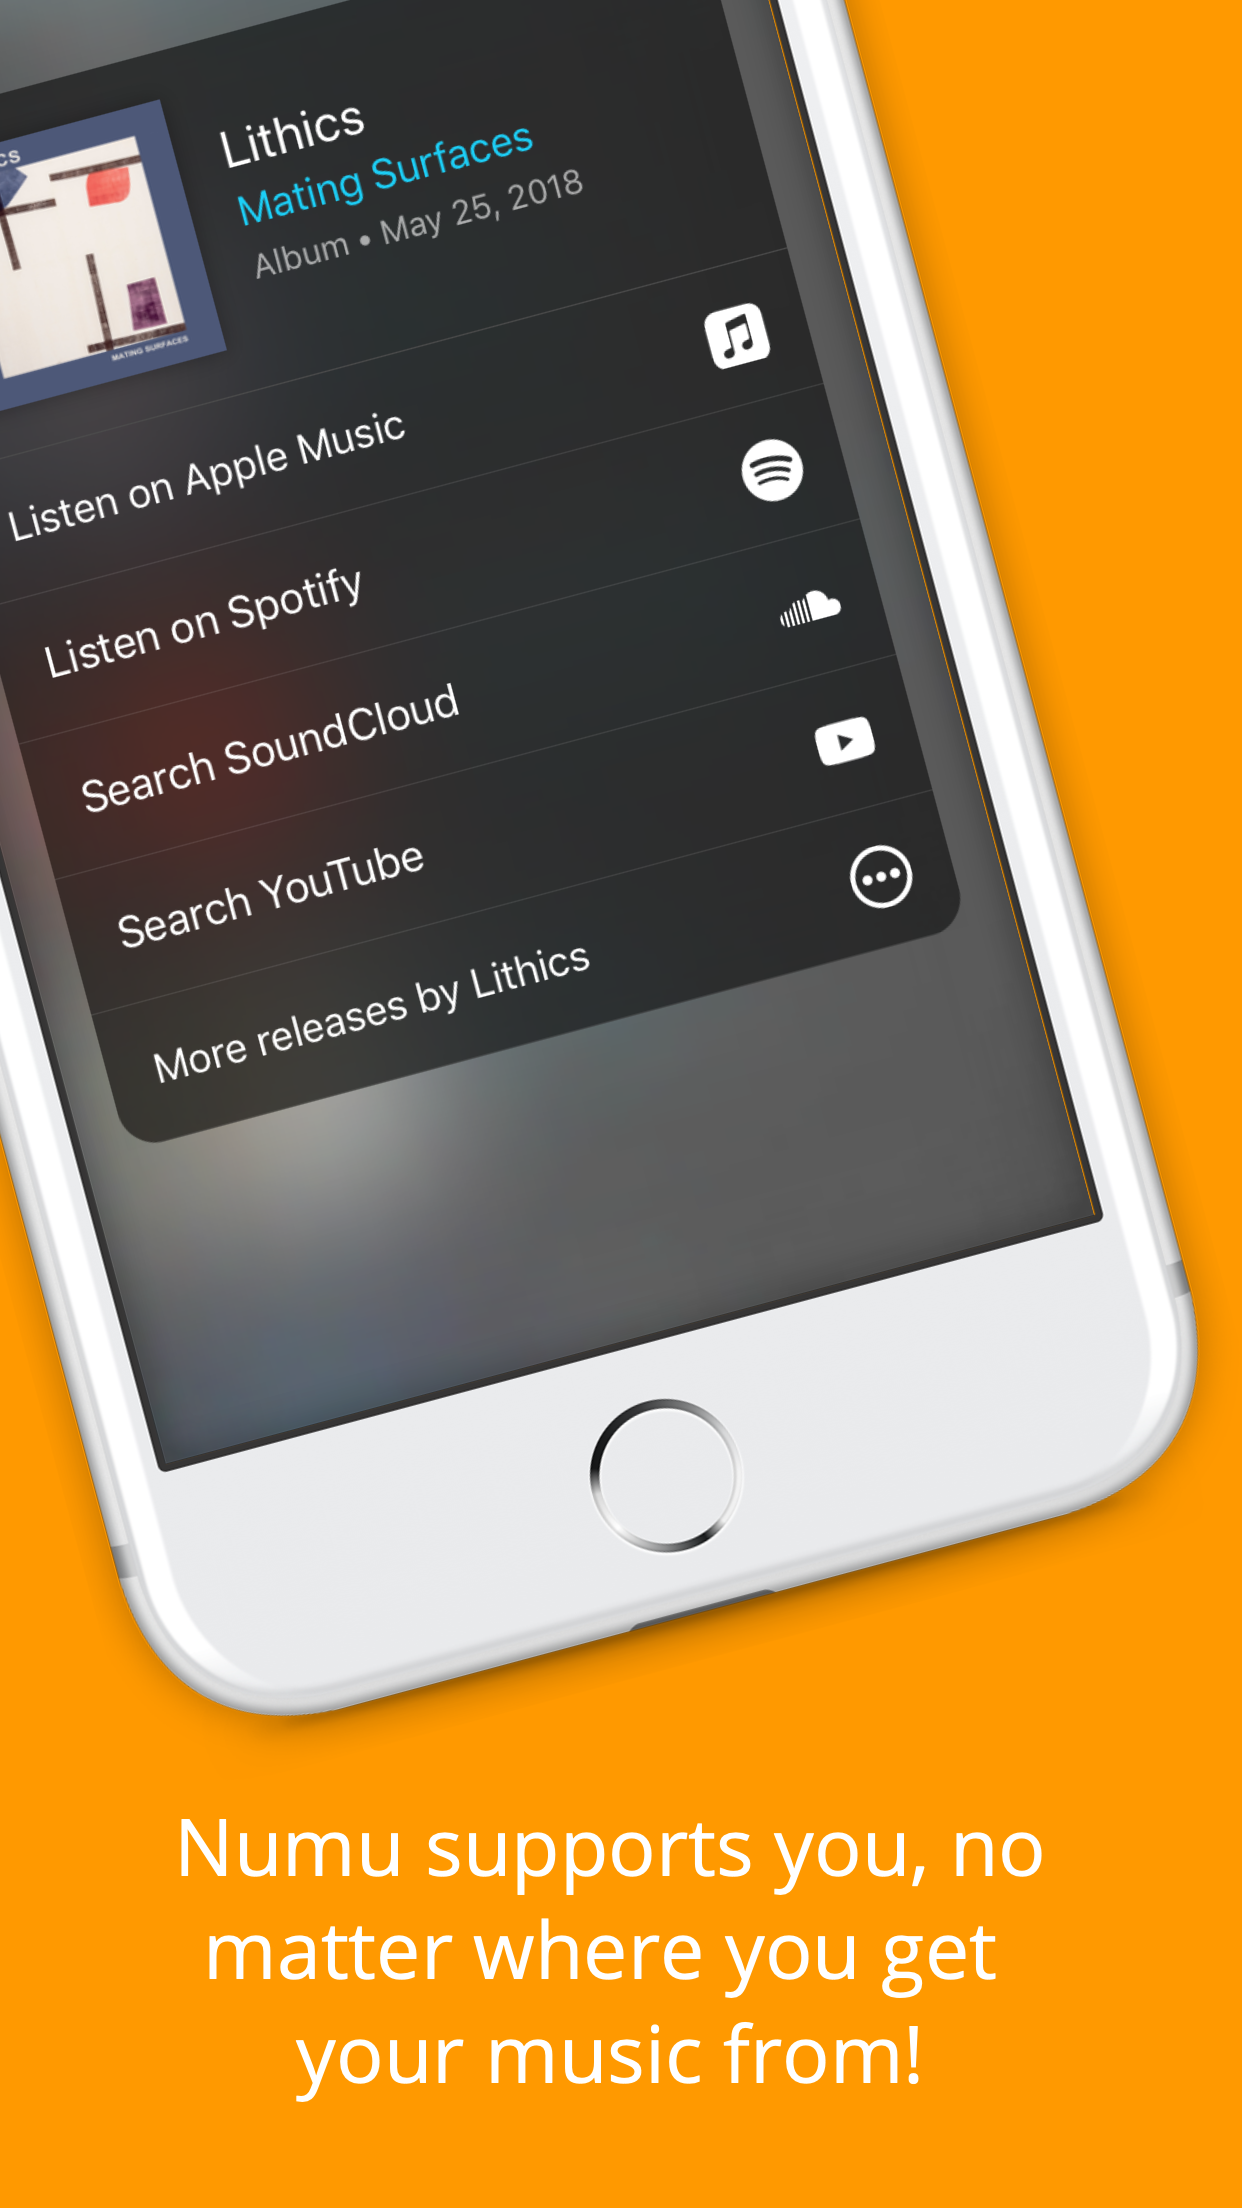 cs
MATING SURFACES
Lithics
Mating Surfaces
Album • May 25, 2018
Listen on Apple Music
Listen on Spotify
Search SoundCloud
Search YouTube
More releases by Lithics
Numu supports you, no
matter where you get
your music from!